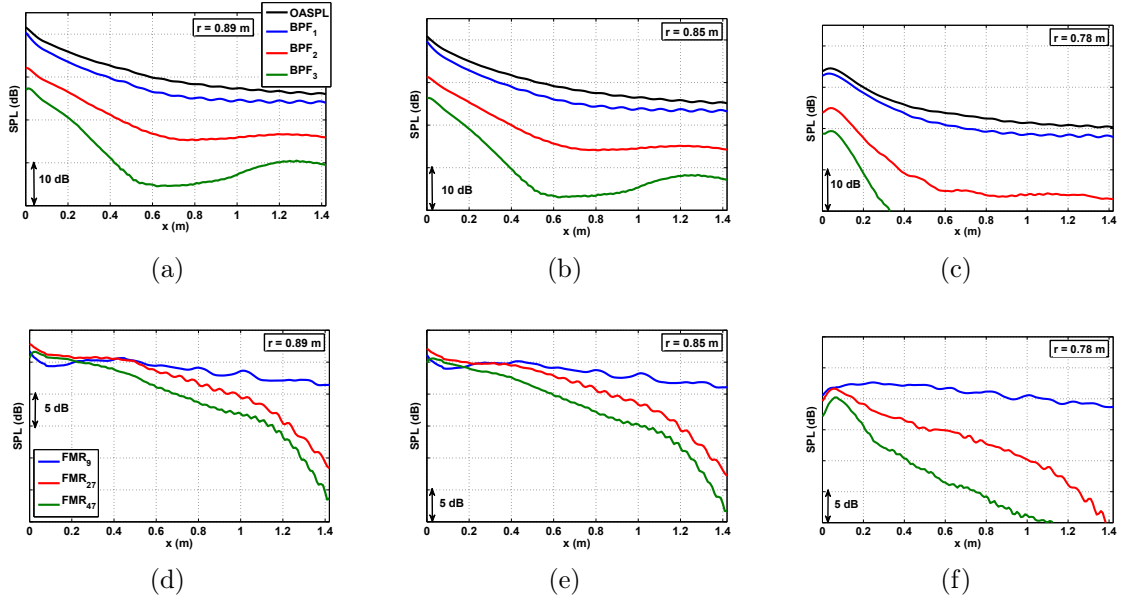 r = 0.89 m
OASPL
BPF1
BPF2
BPF3
SPL (dB)
10 dB
0 0.2 0.4 0.6 0.8 1 1.2 1.4
x (m)
(a)
r = 0.85 m
SPL (dB)
10 dB
0 0.2 0.4 0.6 0.8 1 1.2 1.4
x (m)
(b)
r = 0.78 m
SPL (dB)
10 dB
0 0.2 0.4 0.6 0.8 1 1.2 1.4
x (m)
(c)
r = 0.89 m
SPL (dB)
5 dB
FMR9
FMR27
FMR47
0 0.2 0.4 0.6 0.8 1 1.2 1.4
x (m)
(d)
r = 0.85 m
SPL (dB)
5 dB
0 0.2 0.4 0.6 0.8 1 1.2 1.4
x (m)
(e)
r = 0.78 m
SPL (dB)
5 dB
0 0.2 0.4 0.6 0.8 1 1.2 1.4
x (m)
(f)